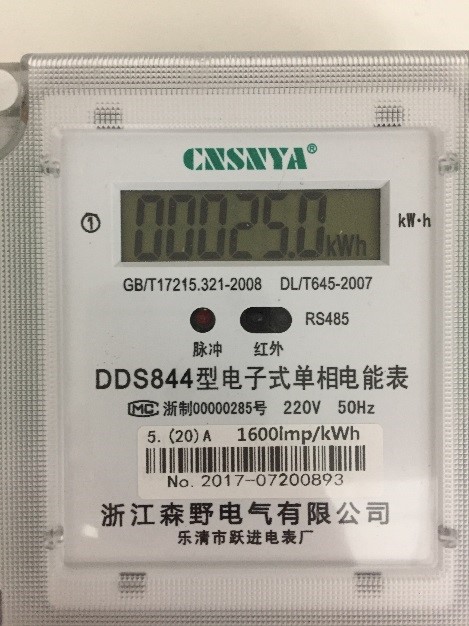 CNSNYA®
① 00025.0kWh kW·h
GB/T17215.321-2008 DL/T645-2007
RS485
脉冲 红外
DDS844型电子式单相电能表
MC 浙制00000285号 220V 50Hz
5.(20)A 1600imp/kWh
No. 2017-07200893
浙江森野电气有限公司
乐清市跃进电表厂